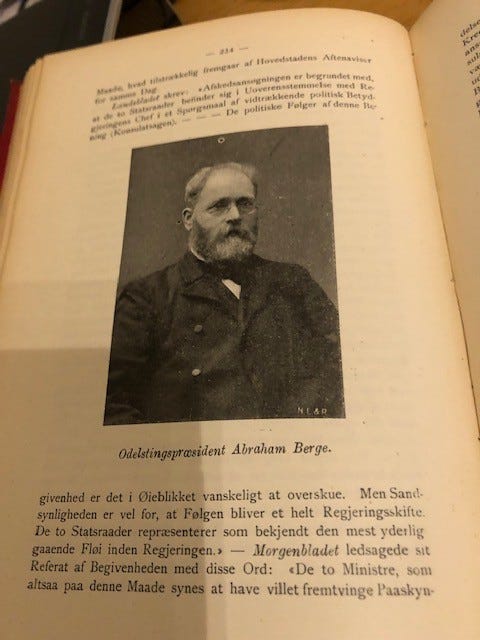 — 234 —
Maade, hvad tilstrækkelig fremgaar af Hovedstadens Aftenaviser
for samme Dag.
Landsbladet skrev: «Afskedsansøgningen er begrundet med,
at de to Statsraader befinder sig i Uoverensstemmelse med Re-
gjeringens Chef i et Spørgsmaal af vidtrækkende politisk Betyd-
ning (Konsulatsagen). — — — De politiske Følger af denne Be-
N E & R
Odelstingspræsident Abraham Berge.
givenhed er det i Øieblikket vanskeligt at overskue. Men Sand-
synligheden er vel for, at Følgen bliver et helt Regjeringsskifte.
De to Statsraader repræsenterer som bekjendt den mest yderlig
gaaende Fløi inden Regjeringen.» — Morgenbladet ledsagede sit
Referat af Begivenheden med disse Ord: «De to Ministre, som
altsaa paa denne Maade synes at have villet fremtvinge Paaskyn-